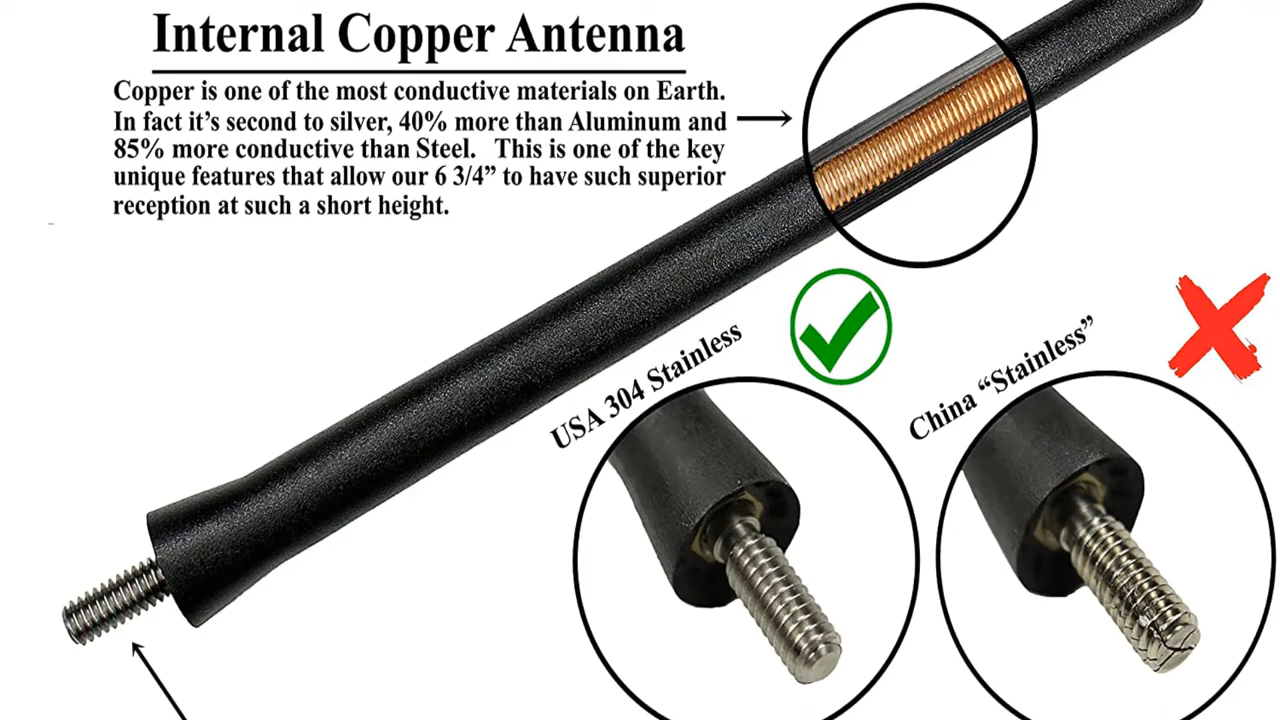 Internal Copper Antenna
Copper is one of the most conductive materials on Earth.
In fact it's second to silver, 40% more than Aluminum and
85% more conductive than Steel. This is one of the key
unique features that allow our 6 3/4” to have such superior
reception at such a short height.
USA 304 Stainless
China “Stainless”